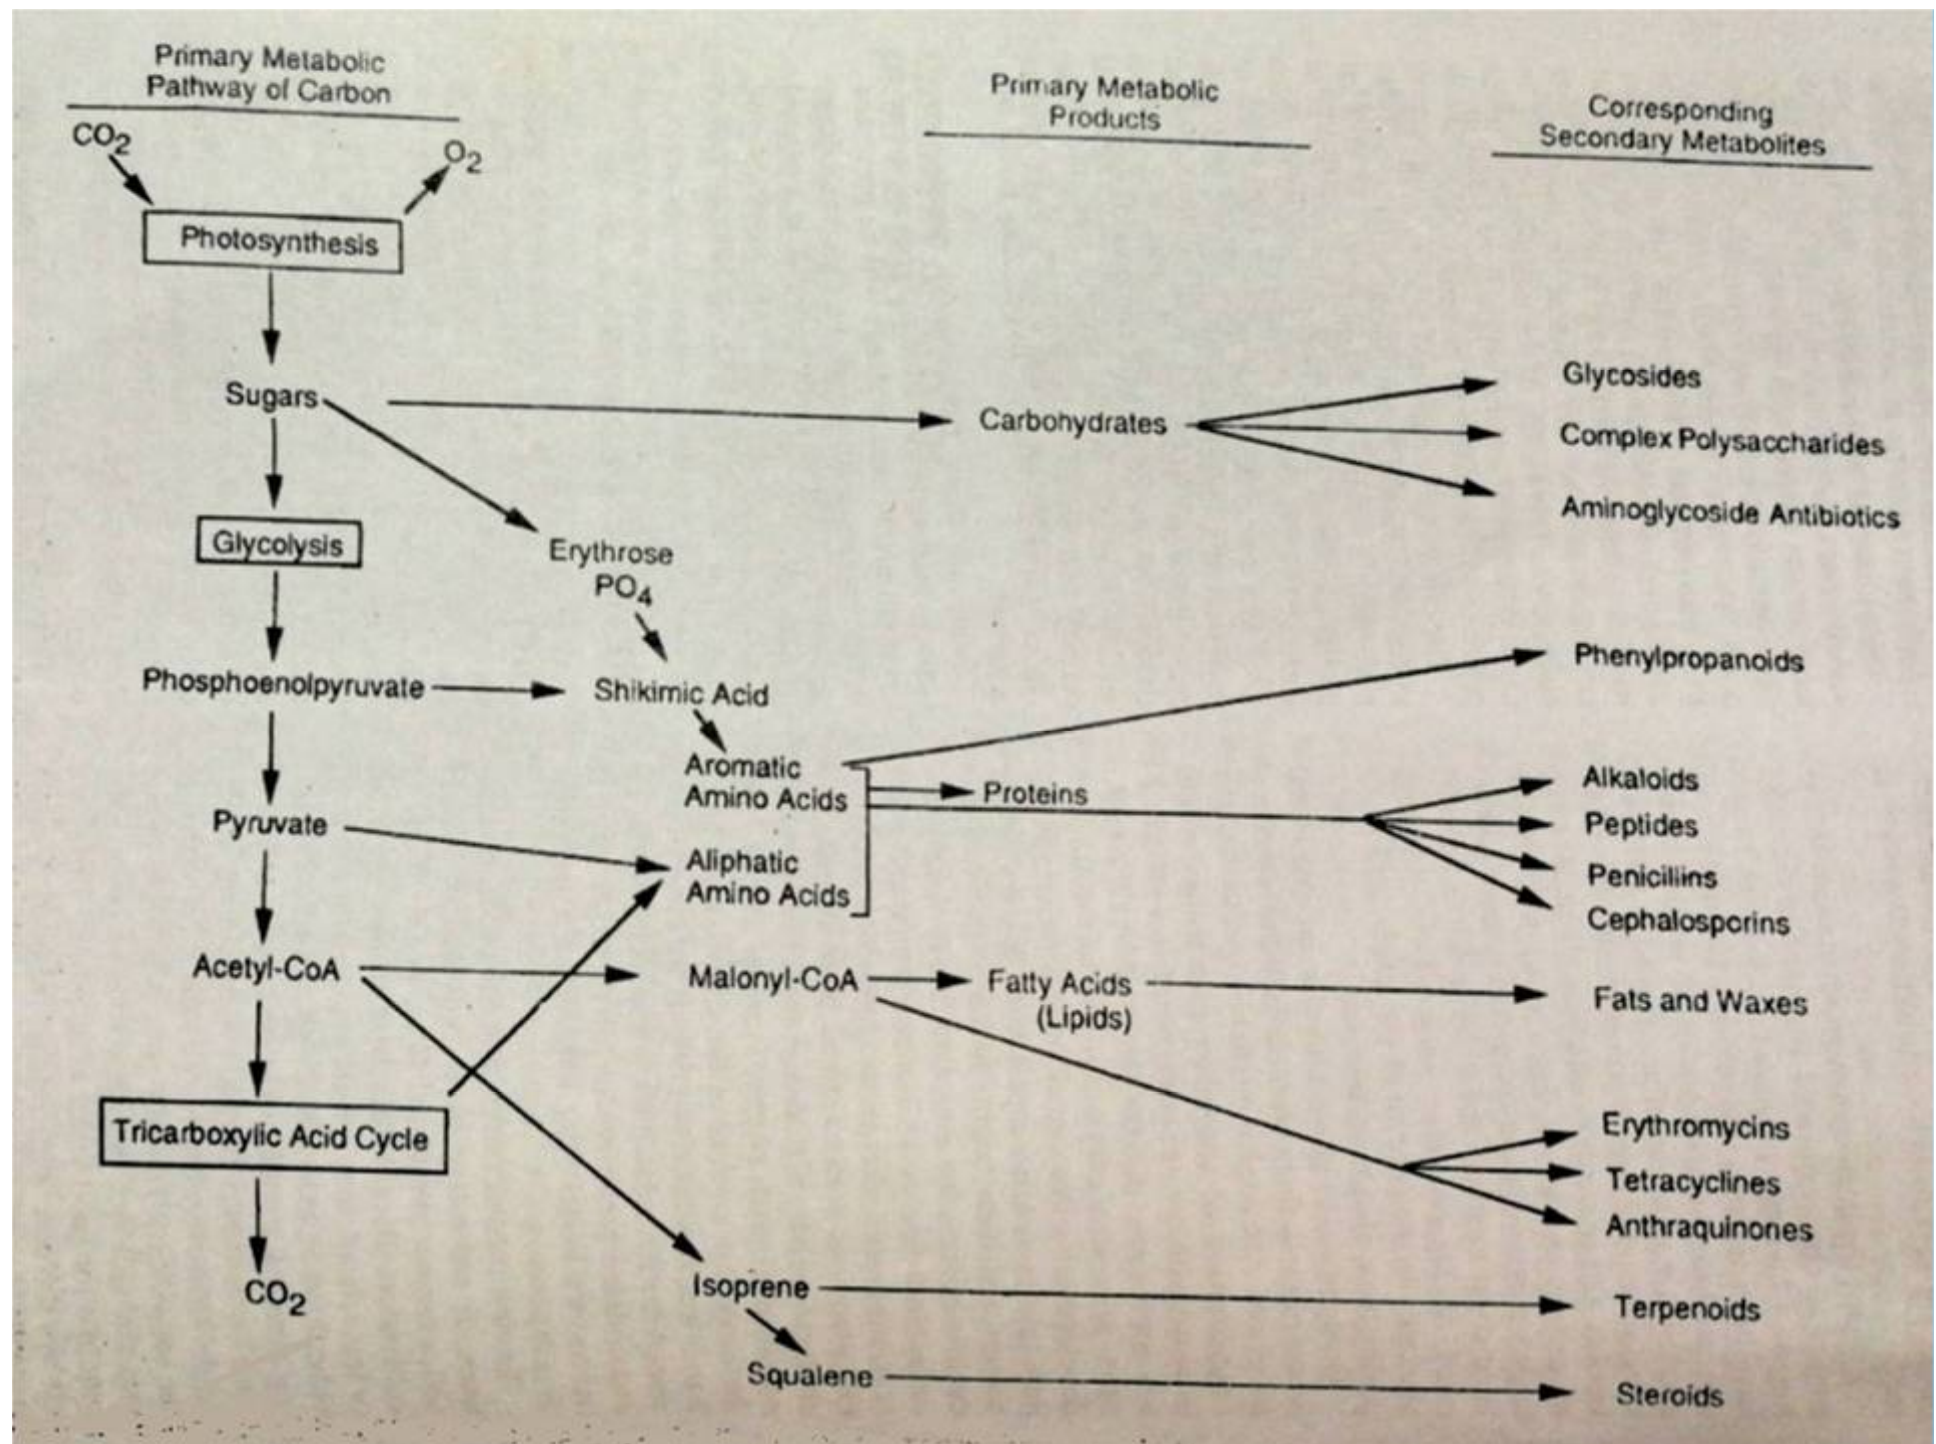 Primary Metabolic
Pathway of Carbon
Primary Metabolic
Products
Corresponding
Secondary Metabolites
CO2
O2
Photosynthesis
Sugars
Carbohydrates
Glycosides
Complex Polysaccharides
Aminoglycoside Antibiotics
Glycolysis
Erythrose
PO4
Phosphoenolpyruvate
Shikimic Acid
Phenylpropanoids
Aromatic
Amino Acids
Proteins
Alkaloids
Peptides
Penicillins
Cephalosporins
Pyruvate
Aliphatic
Amino Acids
Acetyl-CoA
Malonyl-CoA
Fatty Acids
(Lipids)
Fats and Waxes
Tricarboxylic Acid Cycle
Erythromycins
Tetracyclines
Anthraquinones
CO2
Isoprene
Terpenoids
Squalene
Steroids